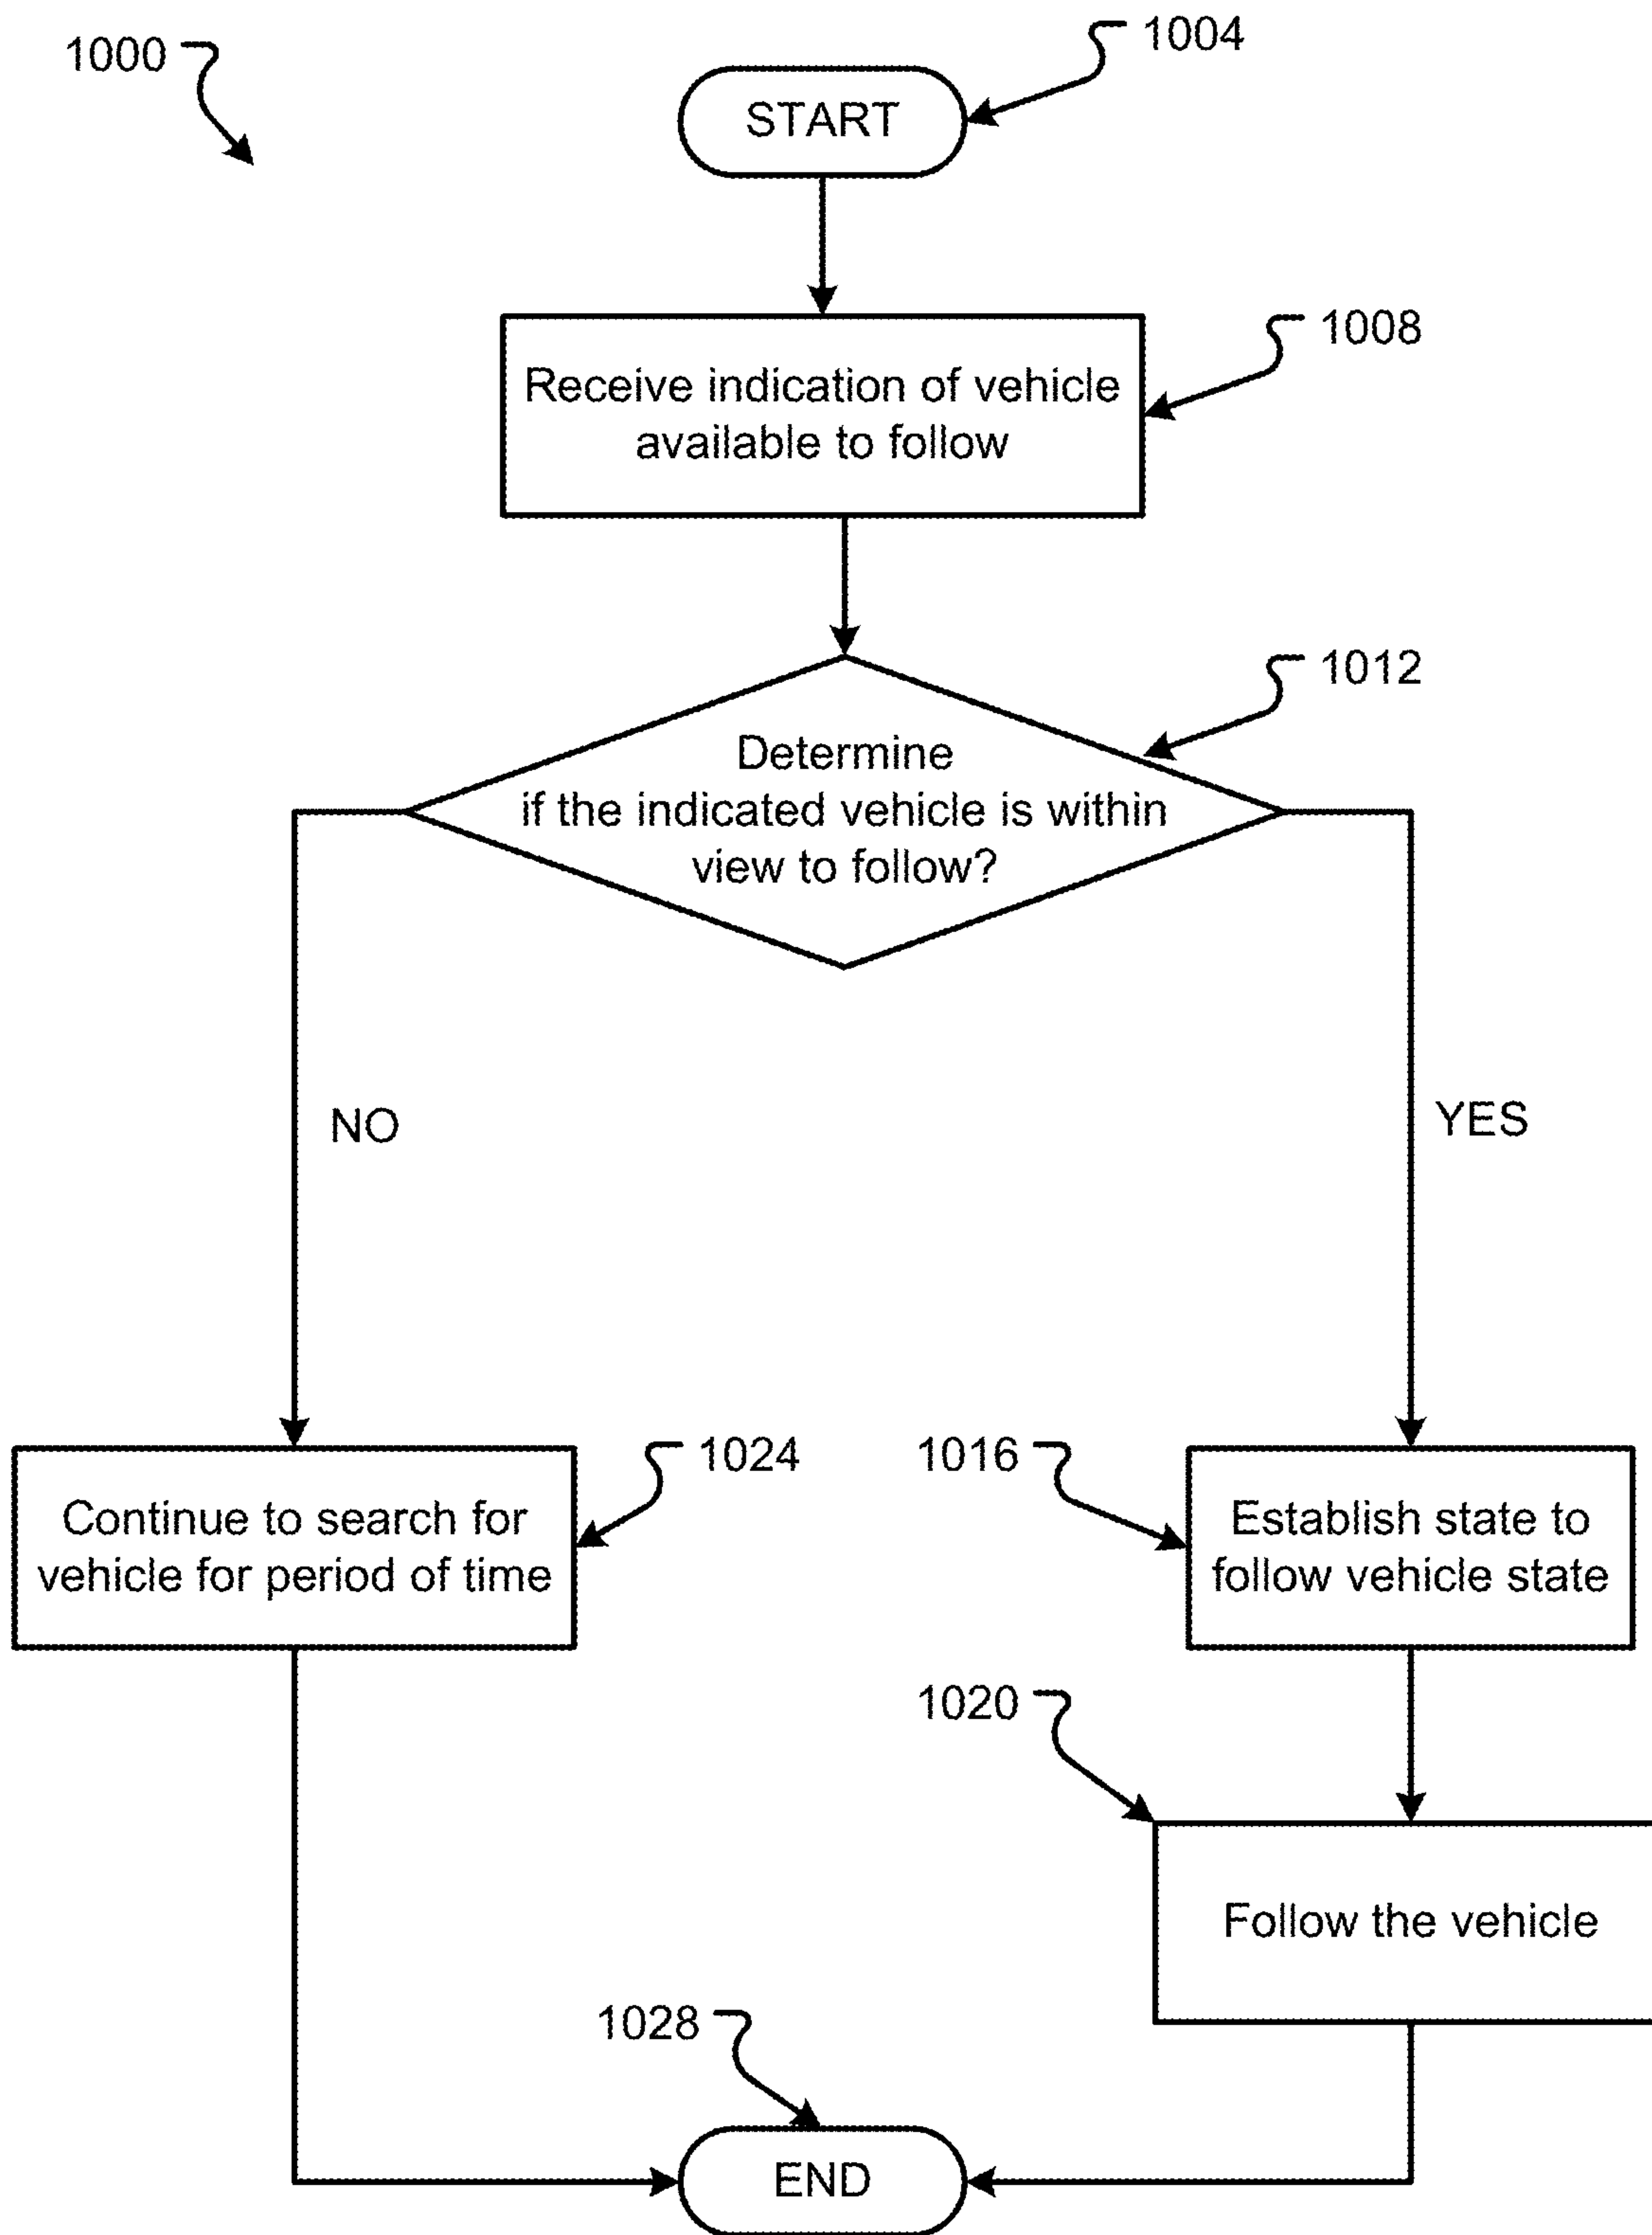 1000
1004
START
1008
Receive indication of vehicle
available to follow
1012
Determine
if the indicated vehicle is within
view to follow?
NO
YES
1024
1016
Continue to search for
vehicle for period of time
Establish state to
follow vehicle state
1020
Follow the vehicle
1028
END